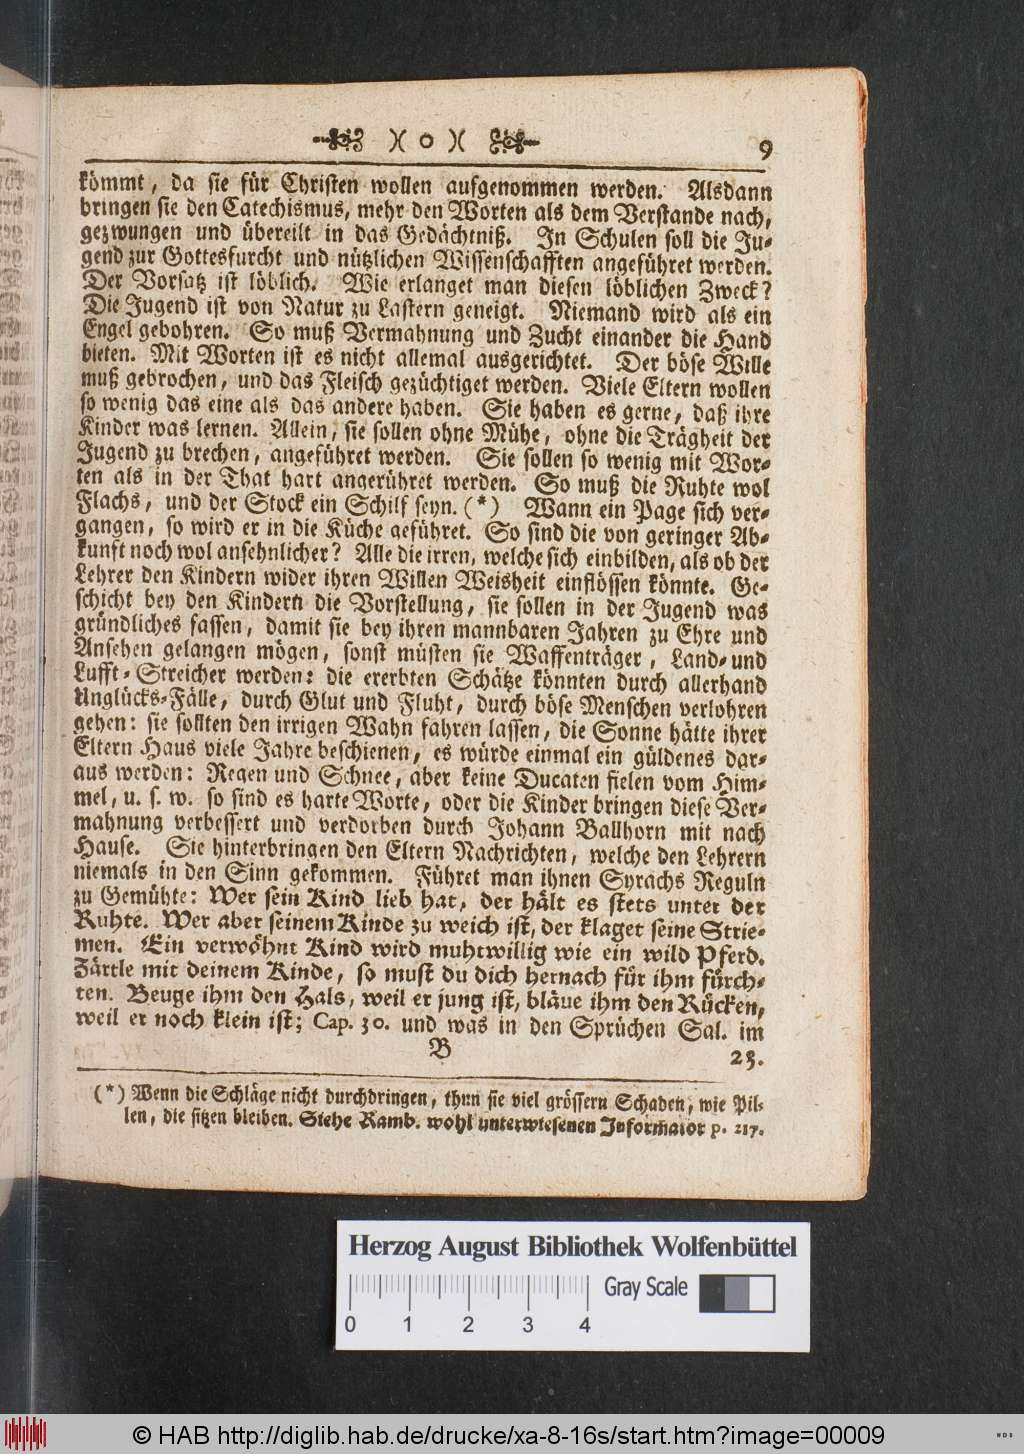 )( o )( 9
kömmt, da sie für Christen wollen aufgenommen werden. Alsdann
bringen sie den Catechismus, mehr den Worten als dem Verstande nach,
gezwungen und übereilt in das Gedächtniß. In Schulen soll die Ju-
gend zur Gottesfurcht und nützlichen Wissenschafften angeführet werden.
Der Vorsatz ist löblich. Wie erlanget man diesen löblichen Zweck?
Die Jugend ist von Natur zu Lastern geneigt. Niemand wird als ein
Engel gebohren. So muß Vermahnung und Zucht einander die Hand
bieten. Mit Worten ist es nicht allemal ausgerichtet. Der böse Wille
muß gebrochen, und das Fleisch gezüchtiget werden. Viele Eltern wollen
so wenig das eine als das andere haben. Sie haben es gerne, daß ihre
Kinder was lernen. Allein, sie sollen ohne Mühe, ohne die Trägheit der
Jugend zu brechen, angeführet werden. Sie sollen so wenig mit Wor-
ten als in der That hart angerühret werden. So muß die Ruhte wol
Flachs, und der Stock ein Schilf seyn. (*) Wann ein Page sich ver-
gangen, so wird er in die Küche geführet. So sind die von geringer Ab-
kunft noch wol ansehnlicher? Alle die irren, welche sich einbilden, als ob der
Lehrer den Kindern wider ihren Willen Weisheit einflössen könnte. Ge-
schicht bey den Kindern die Vorstellung, sie sollen in der Jugend was
gründliches fassen, damit sie bey ihren mannbaren Jahren zu Ehre und
Ansehen gelangen mögen, sonst müsten sie Waffenträger, Land- und
Lufft-Streicher werden: die ererbten Schätze könnten durch allerhand
Unglücks-Fälle, durch Glut und Fluht, durch böse Menschen verlohren
gehen: sie sollten den irrigen Wahn fahren lassen, die Sonne hätte ihrer
Eltern Haus viele Jahre beschienen, es würde einmal ein güldenes dar-
aus werden: Regen und Schnee, aber keine Ducaten fielen vom Him-
mel, u. s. w. so sind es harte Worte, oder die Kinder bringen diese Ver-
mahnung verbessert und verdorben durch Johann Ballhorn mit nach
Hause. Sie hinterbringen den Eltern Nachrichten, welche den Lehrern
niemals in den Sinn gekommen. Führet man ihnen Syrachs Reguln
zu Gemühte: Wer sein Kind lieb hat, der hält es stets unter der
Ruhte. Wer aber seinem Kinde zu weich ist, der klaget seine Strie-
men. Ein verwöhnt Kind wird muhtwillig wie ein wild Pferd.
Zärtle mit deinem Kinde, so must du dich hernach für ihm fürch-
ten. Beuge ihm den Hals, weil er jung ist, bläue ihm den Rücken,
weil er noch klein ist; Cap. 30. und was in den Sprüchen Sal. im
B 23.
(*) Wenn die Schläge nicht durchdringen, thun sie viel grössern Schaden, wie Pil-
len, die sitzen bleiben. Siehe Ramb. wohl unterwiesenen Informator p. 217.
Herzog August Bibliothek Wolfenbüttel
Gray Scale
0 1 2 3 4
© HAB http://diglib.hab.de/drucke/xa-8-16s/start.htm?image=00009